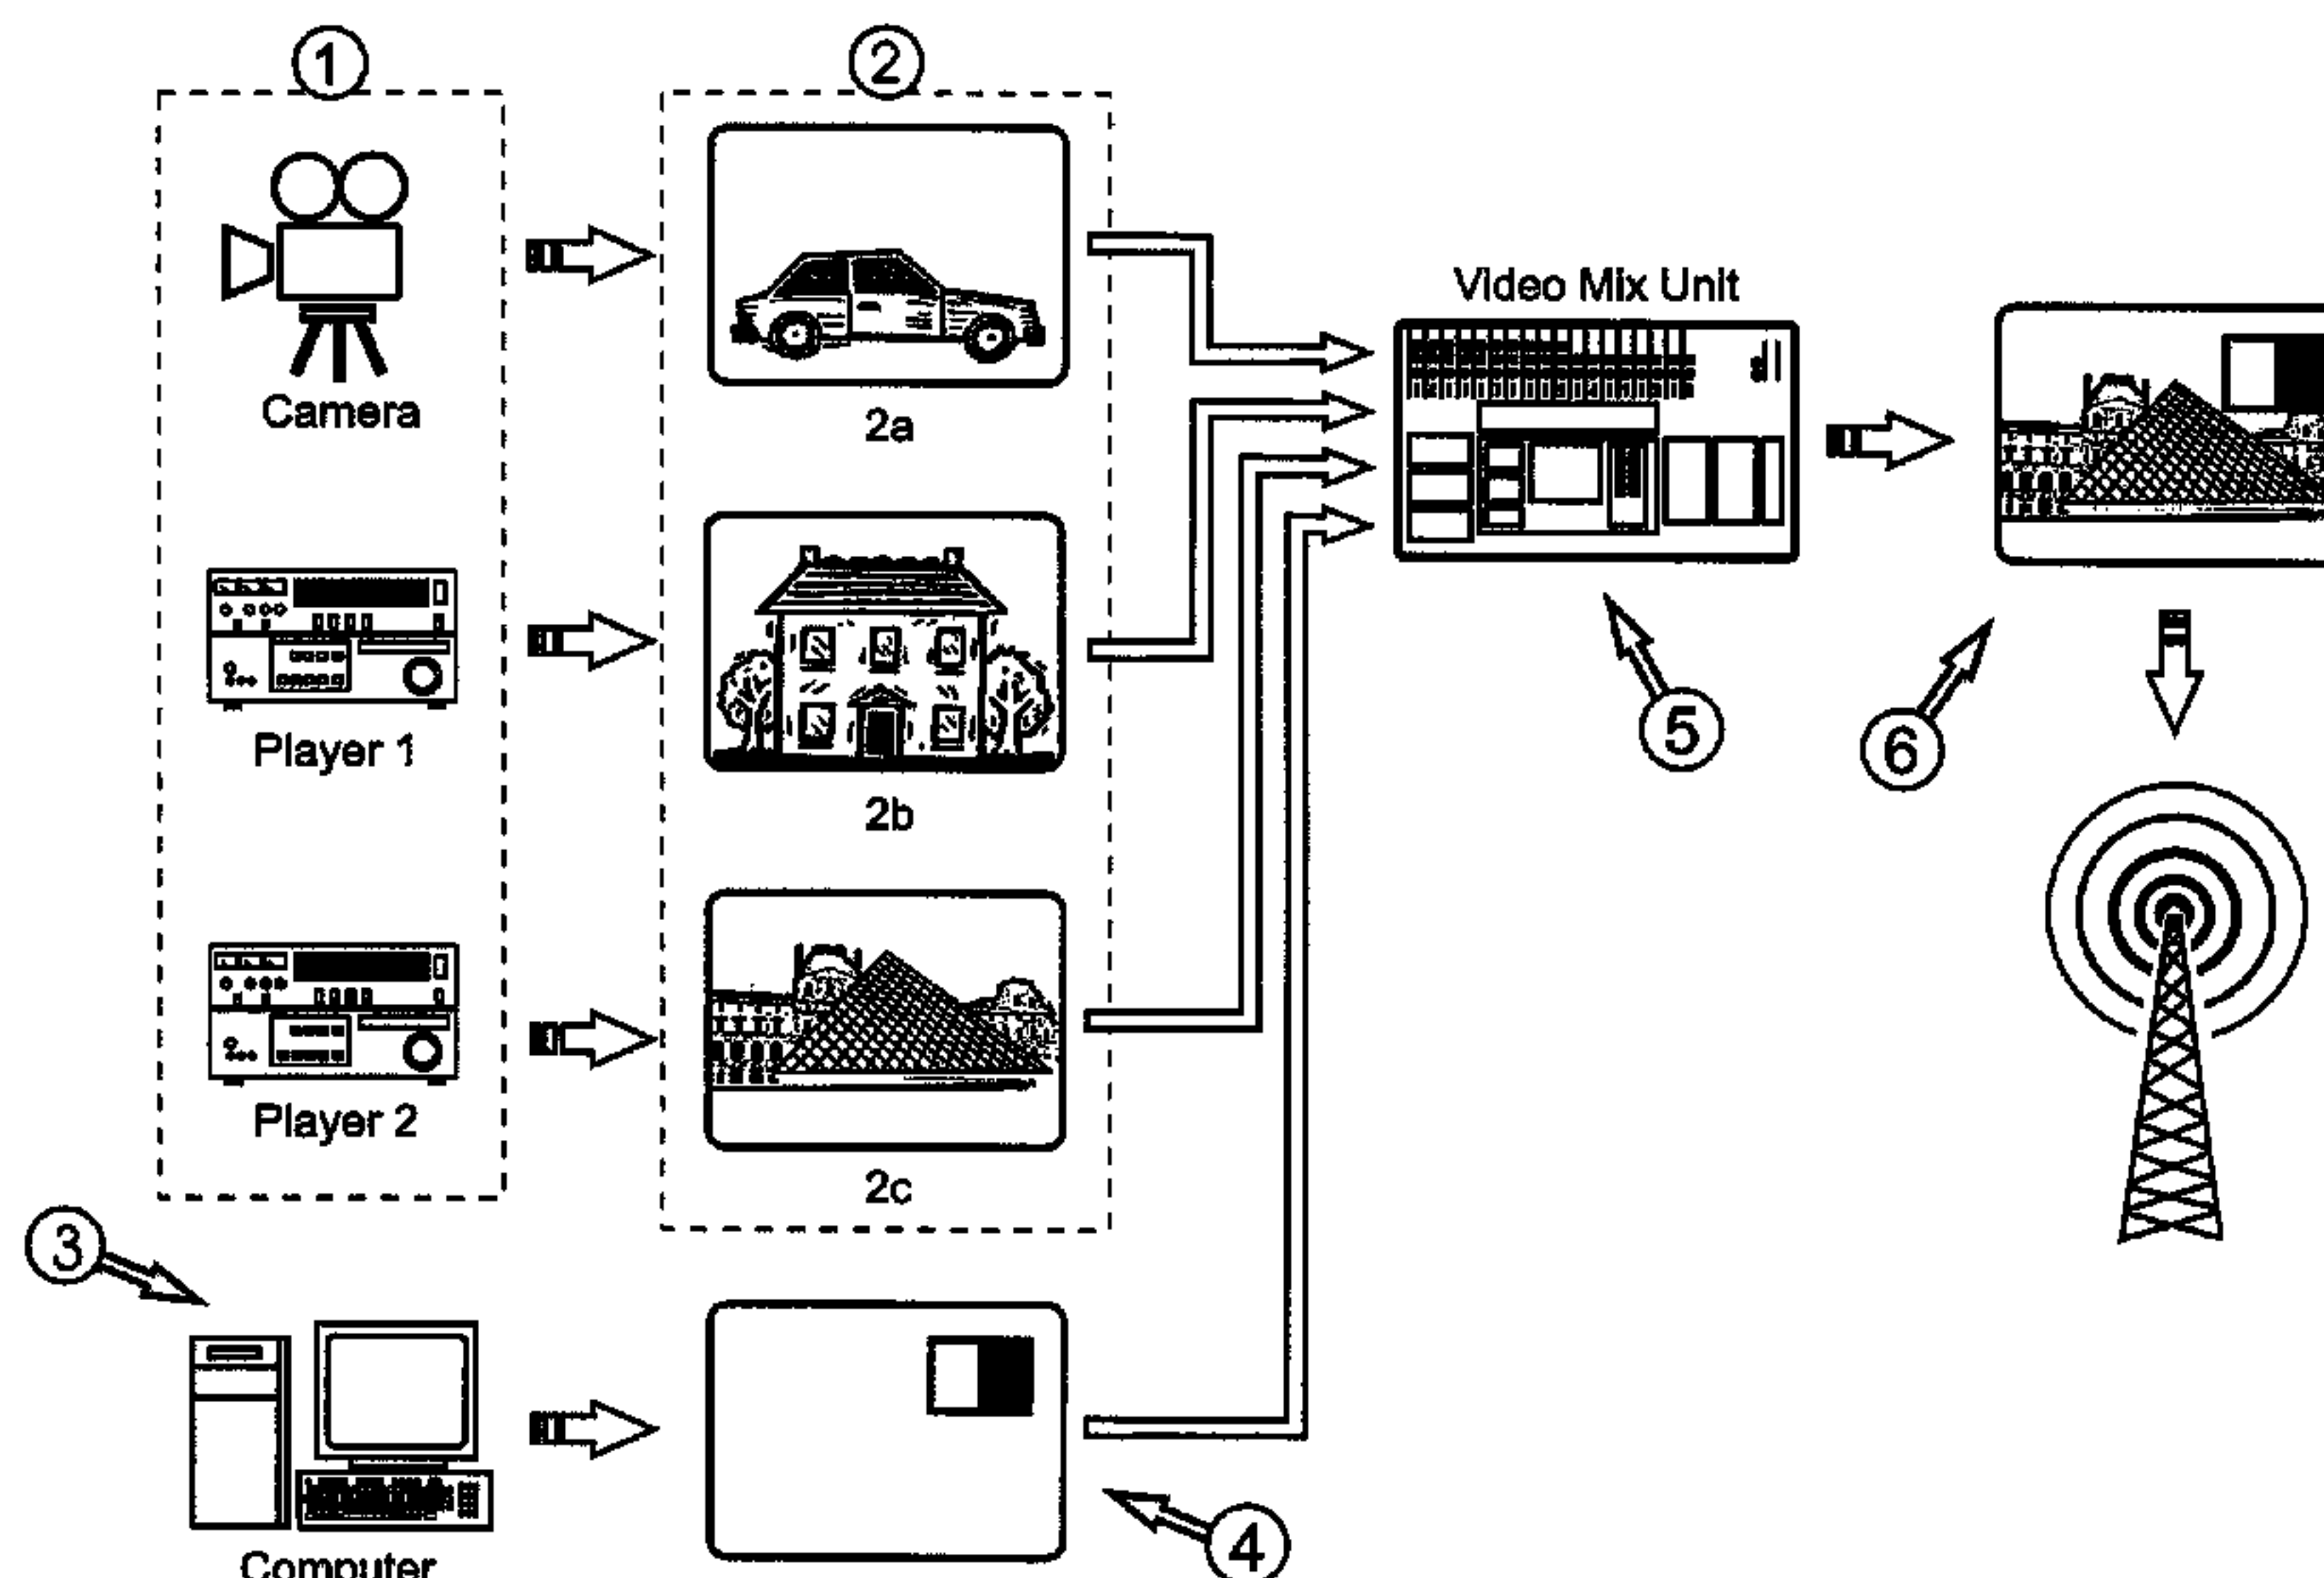 1
2
Camera
2a
Video Mix Unit
Player 1
2b
5
6
Player 2
2c
3
Computer
4